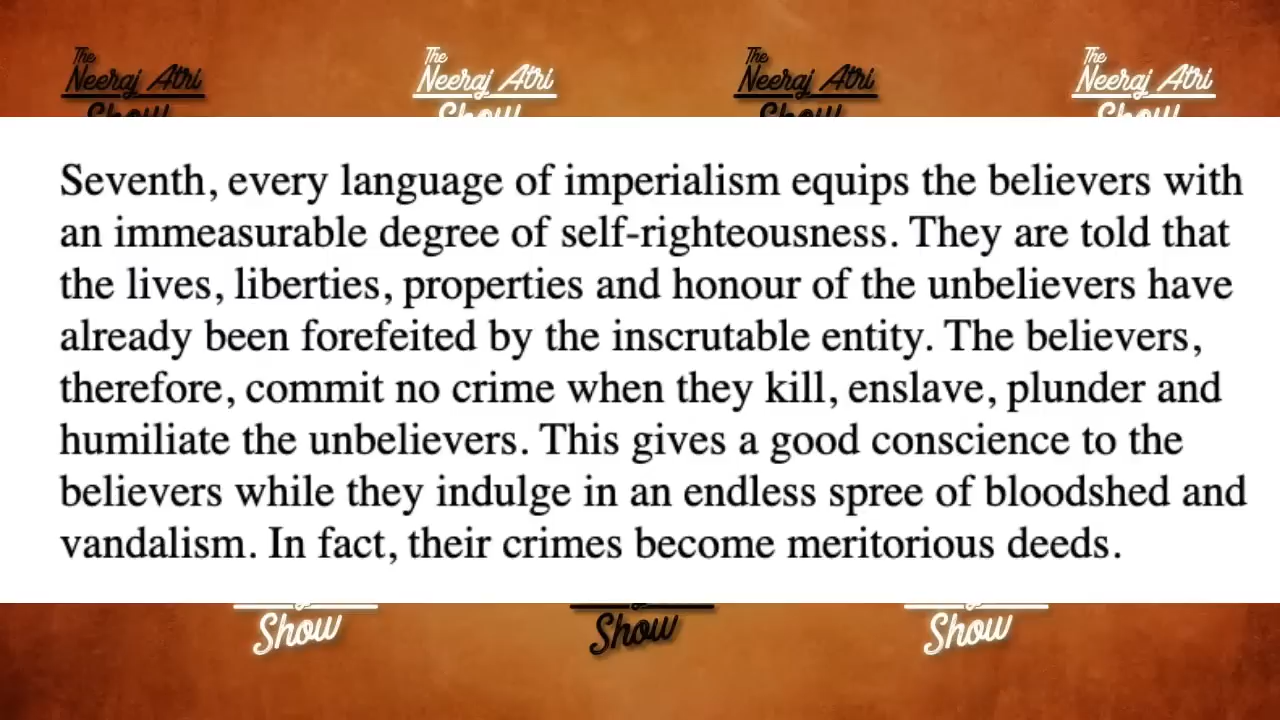 The Neeraj Atri Show The Neeraj Atri Show The Neeraj Atri Show The Neeraj Atri Show
Seventh, every language of imperialism equips the believers with
an immeasurable degree of self-righteousness. They are told that
the lives, liberties, properties and honour of the unbelievers have
already been forefeited by the inscrutable entity. The believers,
therefore, commit no crime when they kill, enslave, plunder and
humiliate the unbelievers. This gives a good conscience to the
believers while they indulge in an endless spree of bloodshed and
vandalism. In fact, their crimes become meritorious deeds.
Show Show Show